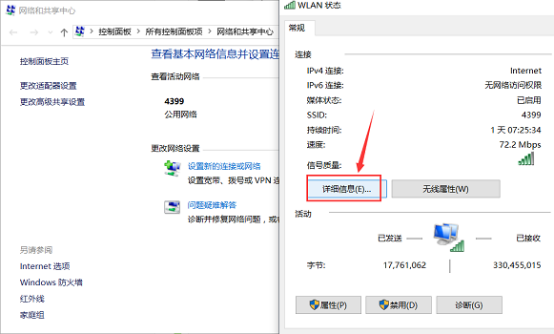 网络和共享中心
控制面板
所有控制面板项
网络和共享中心
控制面板主页
更改适配器设置
更改高级共享设置
查看基本网络信息并设置连
查看活动网络
4399
公用网络
更改网络设置
设置新的连接或网络
设置宽带、拨号或 VPN 连
问题疑难解答
诊断并修复网络问题，或
另请参阅
Internet 选项
Windows 防火墙
红外线
家庭组
WLAN 状态
常规
连接
IPv4 连接: Internet
IPv6 连接: 无网络访问权限
媒体状态: 已启用
SSID: 4399
持续时间: 1 天 07:25:34
速度: 72.2 Mbps
信号质量:
详细信息(E)... 无线属性(W)
活动
已发送 已接收
字节: 17,761,062 330,455,015
属性(P) 禁用(D) 诊断(G)